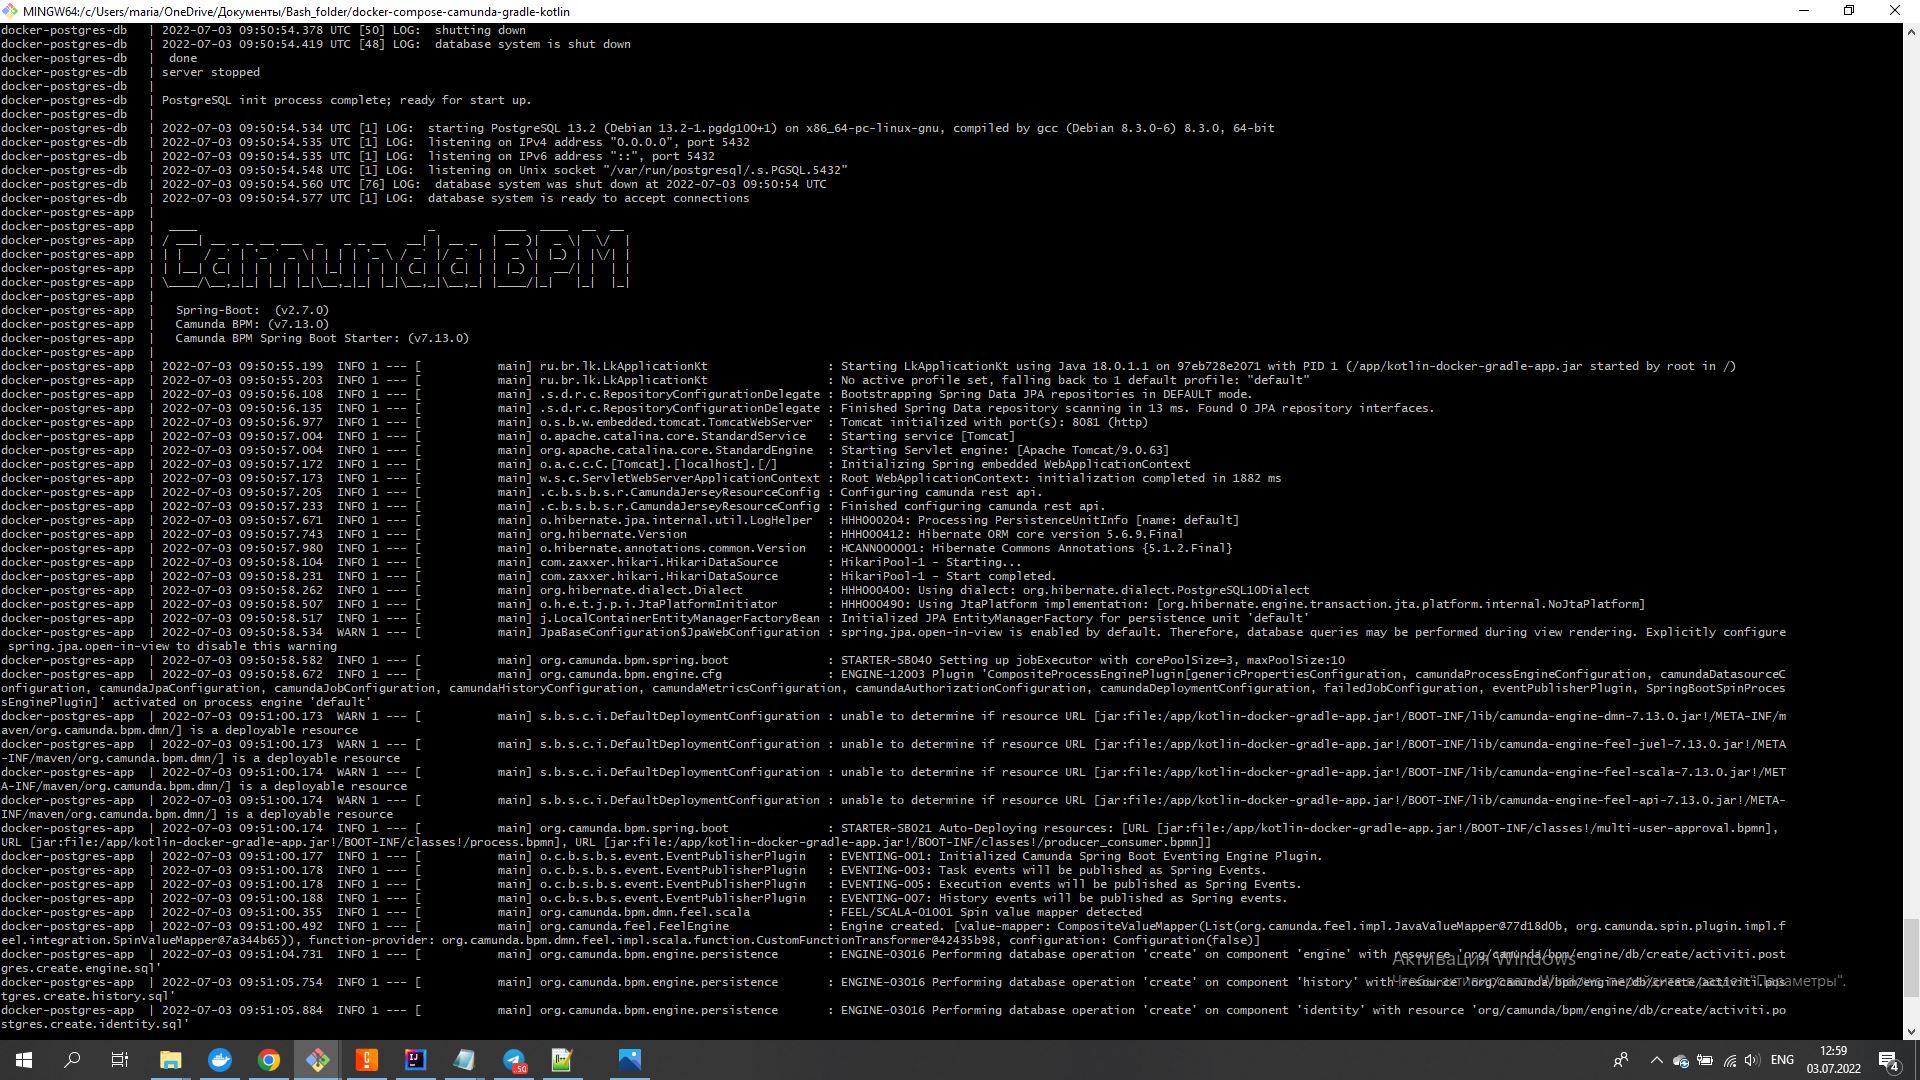 MINGW64:/c/Users/maria/OneDrive/Документы/Bash_folder/docker-compose-camunda-gradle-kotlin
docker-postgres-db | 2022-07-03 09:50:54.378 UTC [50] LOG: shutting down
docker-postgres-db | 2022-07-03 09:50:54.419 UTC [48] LOG: database system is shut down
docker-postgres-db | done
docker-postgres-db | server stopped
docker-postgres-db |
docker-postgres-db | PostgreSQL init process complete; ready for start up.
docker-postgres-db |
docker-postgres-db | 2022-07-03 09:50:54.534 UTC [1] LOG: starting PostgreSQL 13.2 (Debian 13.2-1.pgdg100+1) on x86_64-pc-linux-gnu, compiled by gcc (Debian 8.3.0-6) 8.3.0, 64-bit
docker-postgres-db | 2022-07-03 09:50:54.535 UTC [1] LOG: listening on IPv4 address "0.0.0.0", port 5432
docker-postgres-db | 2022-07-03 09:50:54.535 UTC [1] LOG: listening on IPv6 address "::", port 5432
docker-postgres-db | 2022-07-03 09:50:54.548 UTC [1] LOG: listening on Unix socket "/var/run/postgresql/.s.PGSQL.5432"
docker-postgres-db | 2022-07-03 09:50:54.560 UTC [76] LOG: database system was shut down at 2022-07-03 09:50:54 UTC
docker-postgres-db | 2022-07-03 09:50:54.577 UTC [1] LOG: database system is ready to accept connections
docker-postgres-app |
docker-postgres-app |
docker-postgres-app | Camunda BPM
docker-postgres-app |
docker-postgres-app |
docker-postgres-app |
docker-postgres-app |
docker-postgres-app | Spring-Boot: (v2.7.0)
docker-postgres-app | Camunda BPM: (v7.13.0)
docker-postgres-app | Camunda BPM Spring Boot Starter: (v7.13.0)
docker-postgres-app |
docker-postgres-app | 2022-07-03 09:50:55.199 INFO 1 --- [ main] ru.br.lk.LkApplicationKt : Starting LkApplicationKt using Java 18.0.1.1 on 97eb728e2071 with PID 1 (/app/kotlin-docker-gradle-app.jar started by root in /)
docker-postgres-app | 2022-07-03 09:50:55.203 INFO 1 --- [ main] ru.br.lk.LkApplicationKt : No active profile set, falling back to 1 default profile: "default"
docker-postgres-app | 2022-07-03 09:50:56.108 INFO 1 --- [ main] .s.d.r.c.RepositoryConfigurationDelegate : Bootstrapping Spring Data JPA repositories in DEFAULT mode.
docker-postgres-app | 2022-07-03 09:50:56.135 INFO 1 --- [ main] .s.d.r.c.RepositoryConfigurationDelegate : Finished Spring Data repository scanning in 13 ms. Found 0 JPA repository interfaces.
docker-postgres-app | 2022-07-03 09:50:56.977 INFO 1 --- [ main] o.s.b.w.embedded.tomcat.TomcatWebServer : Tomcat initialized with port(s): 8081 (http)
docker-postgres-app | 2022-07-03 09:50:57.004 INFO 1 --- [ main] o.apache.catalina.core.StandardService : Starting service [Tomcat]
docker-postgres-app | 2022-07-03 09:50:57.004 INFO 1 --- [ main] org.apache.catalina.core.StandardEngine : Starting Servlet engine: [Apache Tomcat/9.0.63]
docker-postgres-app | 2022-07-03 09:50:57.172 INFO 1 --- [ main] o.a.c.c.C.[Tomcat].[localhost].[/] : Initializing Spring embedded WebApplicationContext
docker-postgres-app | 2022-07-03 09:50:57.173 INFO 1 --- [ main] w.s.c.ServletWebServerApplicationContext : Root WebApplicationContext: initialization completed in 1882 ms
docker-postgres-app | 2022-07-03 09:50:57.205 INFO 1 --- [ main] .c.b.s.b.s.r.CamundaJerseyResourceConfig : Configuring camunda rest api.
docker-postgres-app | 2022-07-03 09:50:57.233 INFO 1 --- [ main] .c.b.s.b.s.r.CamundaJerseyResourceConfig : Finished configuring camunda rest api.
docker-postgres-app | 2022-07-03 09:50:57.671 INFO 1 --- [ main] o.hibernate.jpa.internal.util.LogHelper : HHH000204: Processing PersistenceUnitInfo [name: default]
docker-postgres-app | 2022-07-03 09:50:57.743 INFO 1 --- [ main] org.hibernate.Version : HHH000412: Hibernate ORM core version 5.6.9.Final
docker-postgres-app | 2022-07-03 09:50:57.980 INFO 1 --- [ main] o.hibernate.annotations.common.Version : HCANN000001: Hibernate Commons Annotations {5.1.2.Final}
docker-postgres-app | 2022-07-03 09:50:58.104 INFO 1 --- [ main] com.zaxxer.hikari.HikariDataSource : HikariPool-1 - Starting...
docker-postgres-app | 2022-07-03 09:50:58.231 INFO 1 --- [ main] com.zaxxer.hikari.HikariDataSource : HikariPool-1 - Start completed.
docker-postgres-app | 2022-07-03 09:50:58.262 INFO 1 --- [ main] org.hibernate.dialect.Dialect : HHH000400: Using dialect: org.hibernate.dialect.PostgreSQL10Dialect
docker-postgres-app | 2022-07-03 09:50:58.507 INFO 1 --- [ main] o.h.e.t.j.p.i.JtaPlatformInitiator : HHH000490: Using JtaPlatform implementation: [org.hibernate.engine.transaction.jta.platform.internal.NoJtaPlatform]
docker-postgres-app | 2022-07-03 09:50:58.517 INFO 1 --- [ main] j.LocalContainerEntityManagerFactoryBean : Initialized JPA EntityManagerFactory for persistence unit 'default'
docker-postgres-app | 2022-07-03 09:50:58.534 WARN 1 --- [ main] JpaBaseConfiguration$JpaWebConfiguration : spring.jpa.open-in-view is enabled by default. Therefore, database queries may be performed during view rendering. Explicitly configure
spring.jpa.open-in-view to disable this warning
docker-postgres-app | 2022-07-03 09:50:58.582 INFO 1 --- [ main] org.camunda.bpm.spring.boot : STARTER-SB040 Setting up jobExecutor with corePoolSize=3, maxPoolSize:10
docker-postgres-app | 2022-07-03 09:50:58.672 INFO 1 --- [ main] org.camunda.bpm.engine.cfg : ENGINE-12003 Plugin 'CompositeProcessEnginePlugin[genericPropertiesConfiguration, camundaProcessEngineConfiguration, camundaDatasourceC
onfiguration, camundaJpaConfiguration, camundaJobConfiguration, camundaHistoryConfiguration, camundaMetricsConfiguration, camundaAuthorizationConfiguration, camundaDeploymentConfiguration, failedJobConfiguration, eventPublisherPlugin, SpringBootSpinProces
sEnginePlugin]' activated on process engine 'default'
docker-postgres-app | 2022-07-03 09:51:00.173 WARN 1 --- [ main] s.b.s.c.i.DefaultDeploymentConfiguration : unable to determine if resource URL [jar:file:/app/kotlin-docker-gradle-app.jar!/BOOT-INF/lib/camunda-engine-dmn-7.13.0.jar!/META-INF/m
aven/org.camunda.bpm.dmn/] is a deployable resource
docker-postgres-app | 2022-07-03 09:51:00.173 WARN 1 --- [ main] s.b.s.c.i.DefaultDeploymentConfiguration : unable to determine if resource URL [jar:file:/app/kotlin-docker-gradle-app.jar!/BOOT-INF/lib/camunda-engine-feel-juel-7.13.0.jar!/META
-INF/maven/org.camunda.bpm.dmn/] is a deployable resource
docker-postgres-app | 2022-07-03 09:51:00.174 WARN 1 --- [ main] s.b.s.c.i.DefaultDeploymentConfiguration : unable to determine if resource URL [jar:file:/app/kotlin-docker-gradle-app.jar!/BOOT-INF/lib/camunda-engine-feel-scala-7.13.0.jar!/MET
A-INF/maven/org.camunda.bpm.dmn/] is a deployable resource
docker-postgres-app | 2022-07-03 09:51:00.174 WARN 1 --- [ main] s.b.s.c.i.DefaultDeploymentConfiguration : unable to determine if resource URL [jar:file:/app/kotlin-docker-gradle-app.jar!/BOOT-INF/lib/camunda-engine-feel-api-7.13.0.jar!/META-
INF/maven/org.camunda.bpm.dmn/] is a deployable resource
docker-postgres-app | 2022-07-03 09:51:00.174 INFO 1 --- [ main] org.camunda.bpm.spring.boot : STARTER-SB021 Auto-Deploying resources: [URL [jar:file:/app/kotlin-docker-gradle-app.jar!/BOOT-INF/classes!/multi-user-approval.bpmn],
URL [jar:file:/app/kotlin-docker-gradle-app.jar!/BOOT-INF/classes!/process.bpmn], URL [jar:file:/app/kotlin-docker-gradle-app.jar!/BOOT-INF/classes!/producer_consumer.bpmn]]
docker-postgres-app | 2022-07-03 09:51:00.177 INFO 1 --- [ main] o.c.b.s.b.s.event.EventPublisherPlugin : EVENTING-001: Initialized Camunda Spring Boot Eventing Engine Plugin.
docker-postgres-app | 2022-07-03 09:51:00.178 INFO 1 --- [ main] o.c.b.s.b.s.event.EventPublisherPlugin : EVENTING-003: Task events will be published as Spring Events.
docker-postgres-app | 2022-07-03 09:51:00.178 INFO 1 --- [ main] o.c.b.s.b.s.event.EventPublisherPlugin : EVENTING-005: Execution events will be published as Spring Events.
docker-postgres-app | 2022-07-03 09:51:00.188 INFO 1 --- [ main] o.c.b.s.b.s.event.EventPublisherPlugin : EVENTING-007: History events will be published as Spring events.
docker-postgres-app | 2022-07-03 09:51:00.355 INFO 1 --- [ main] org.camunda.bpm.dmn.feel.scala : FEEL/SCALA-01001 Spin value mapper detected
docker-postgres-app | 2022-07-03 09:51:00.492 INFO 1 --- [ main] org.camunda.feel.FeelEngine : Engine created. [value-mapper: CompositeValueMapper(List(org.camunda.feel.impl.JavaValueMapper@77d18d0b, org.camunda.spin.plugin.impl.f
eel.integration.SpinValueMapper@7a344b65)), function-provider: org.camunda.bpm.dmn.feel.impl.scala.function.CustomFunctionTransformer@42435b98, configuration: Configuration(false)]
docker-postgres-app | 2022-07-03 09:51:04.731 INFO 1 --- [ main] org.camunda.bpm.engine.persistence : ENGINE-03016 Performing database operation 'create' on component 'engine' with resource 'org/camunda/bpm/engine/db/create/activiti.post
gres.create.engine.sql'
docker-postgres-app | 2022-07-03 09:51:05.754 INFO 1 --- [ main] org.camunda.bpm.engine.persistence : ENGINE-03016 Performing database operation 'create' on component 'history' with resource 'org/camunda/bpm/engine/db/create/activiti.pos
tgres.create.history.sql'
docker-postgres-app | 2022-07-03 09:51:05.884 INFO 1 --- [ main] org.camunda.bpm.engine.persistence : ENGINE-03016 Performing database operation 'create' on component 'identity' with resource 'org/camunda/bpm/engine/db/create/activiti.po
stgres.create.identity.sql'
Активация Windows
Чтобы активировать Windows, перейдите в раздел "Параметры".
50
ENG
12:59
03.07.2022
4